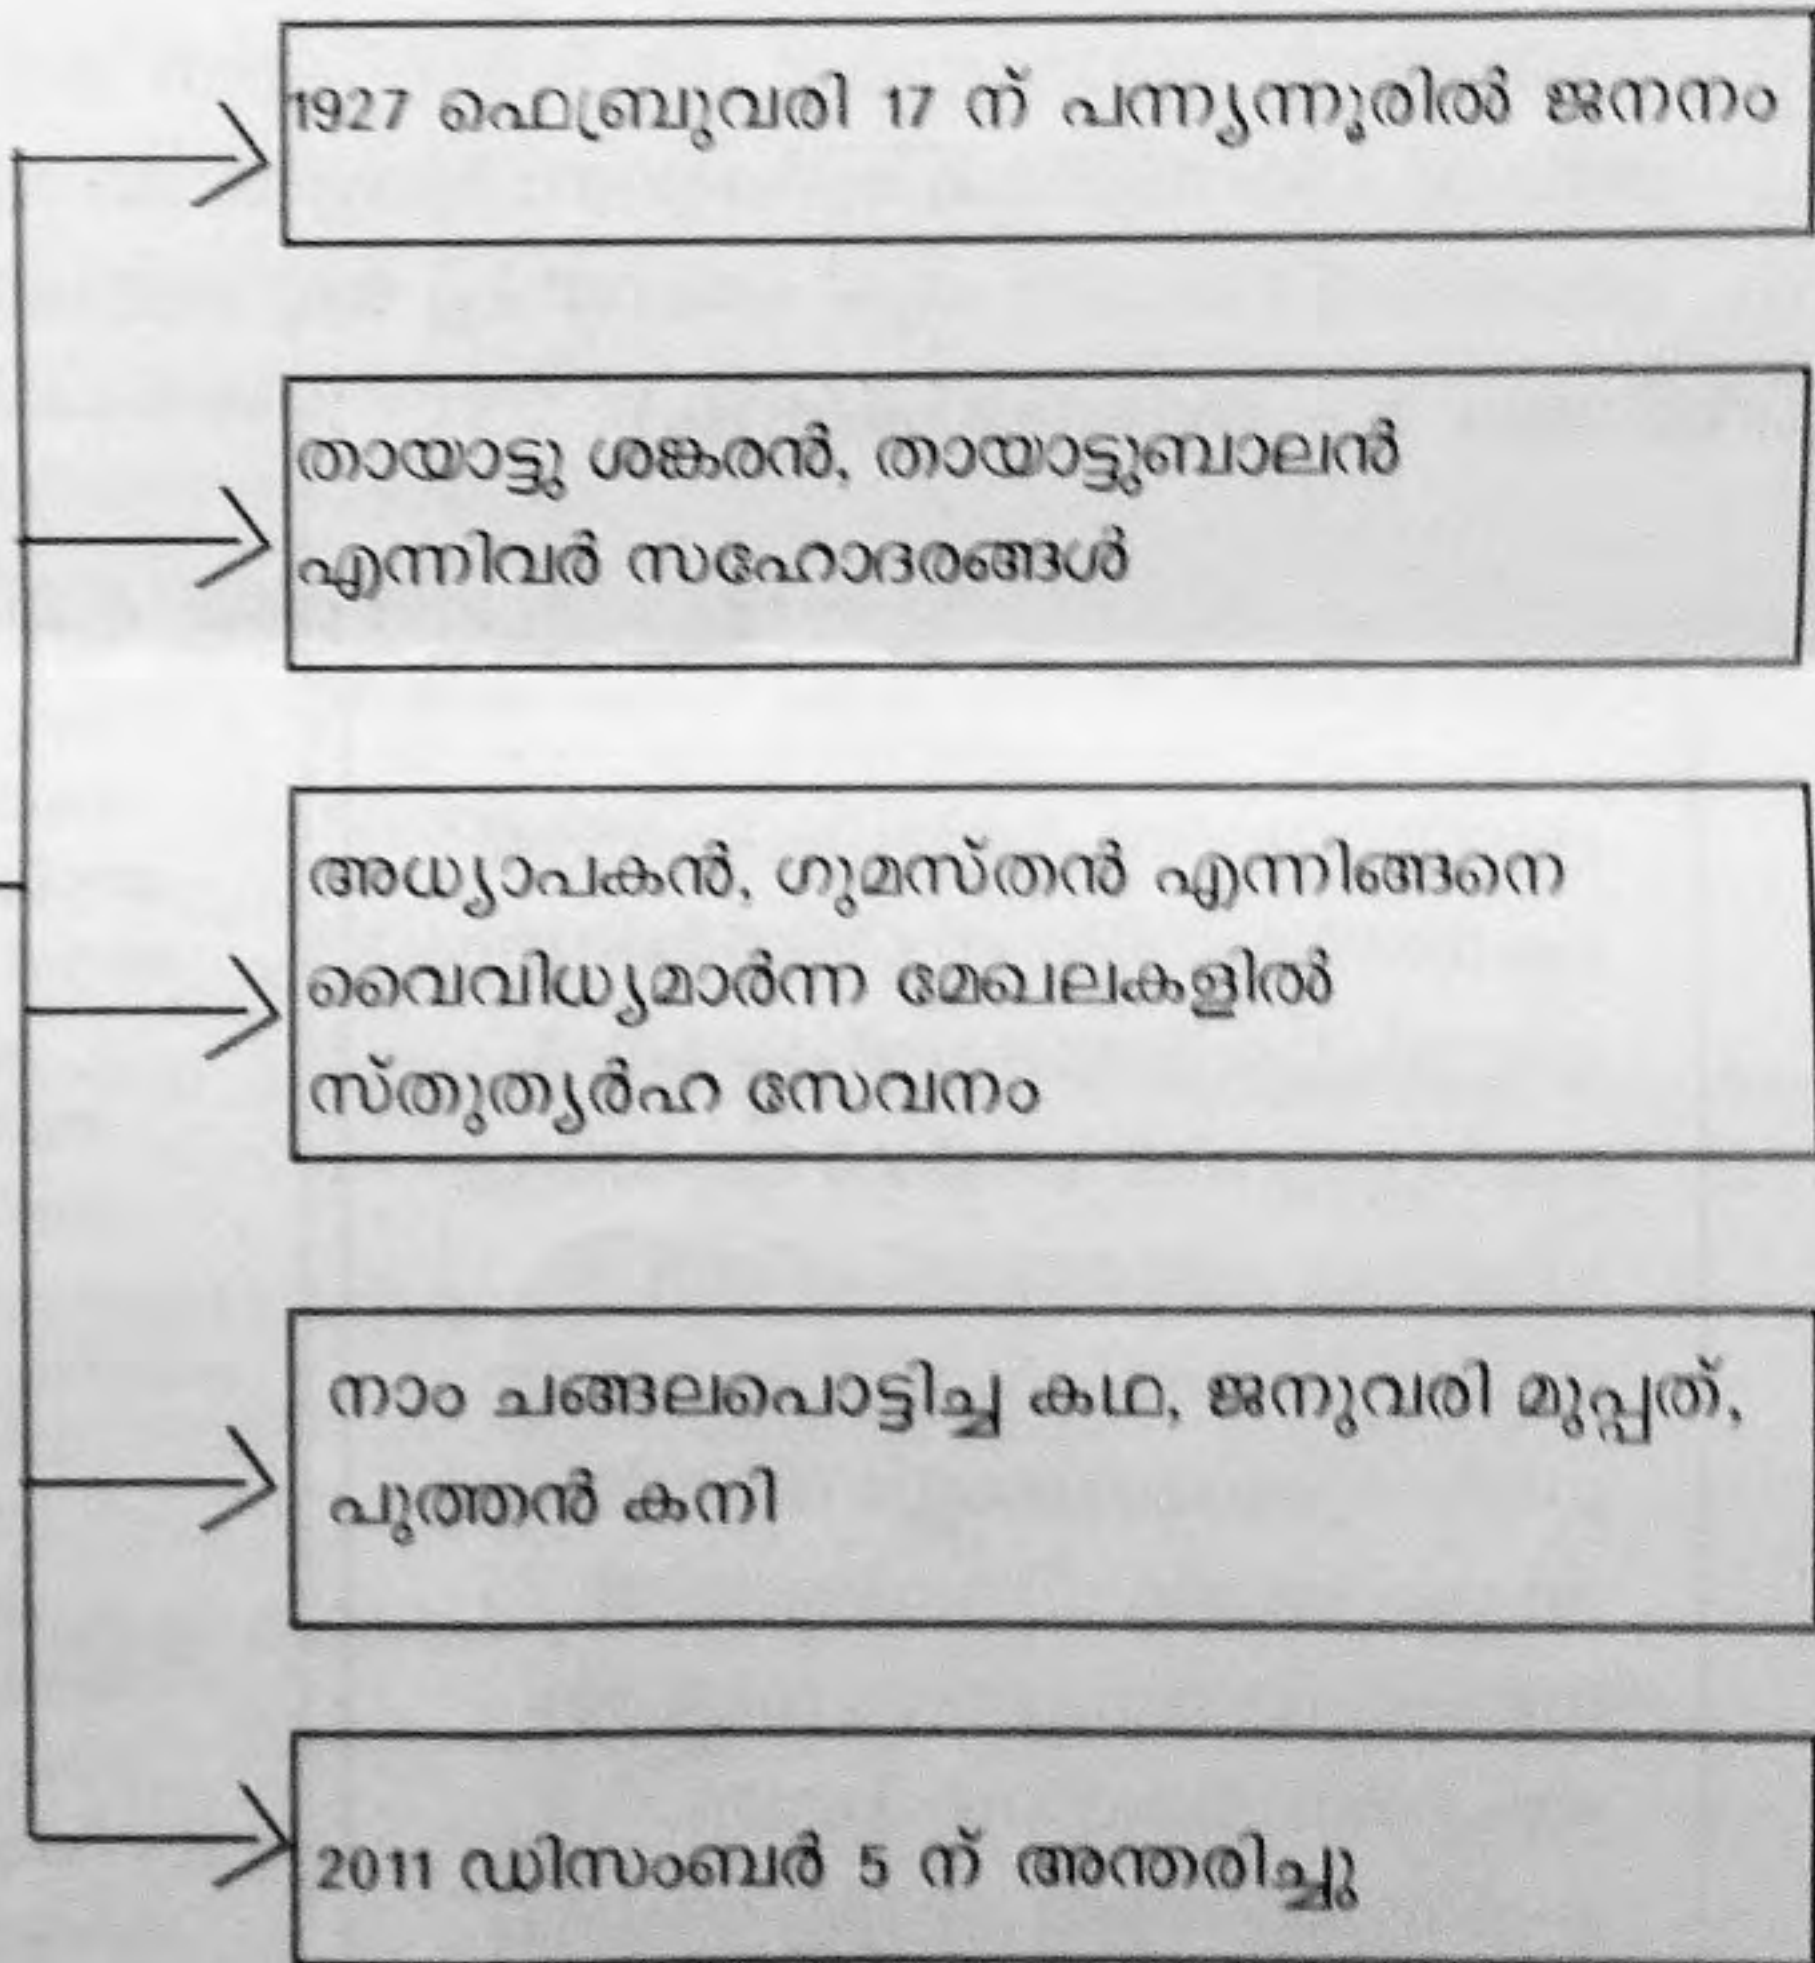 1927 ഫെബ്രുവരി 17 ന് പന്ന്യന്നൂരിൽ ജനനം
തായാട്ടു ശങ്കരൻ, തായാട്ടുബാലൻ
എന്നിവർ സഹോദരങ്ങൾ
അധ്യാപകൻ, ഗുമസ്തൻ എന്നിങ്ങനെ
വൈവിധ്യമാർന്ന മേഖലകളിൽ
സ്തുത്യർഹ സേവനം
നാം ചങ്ങലപൊട്ടിച്ച കഥ, ജനുവരി മുപ്പത്,
പുത്തൻ കനി
2011 ഡിസംബർ 5 ന് അന്തരിച്ചു